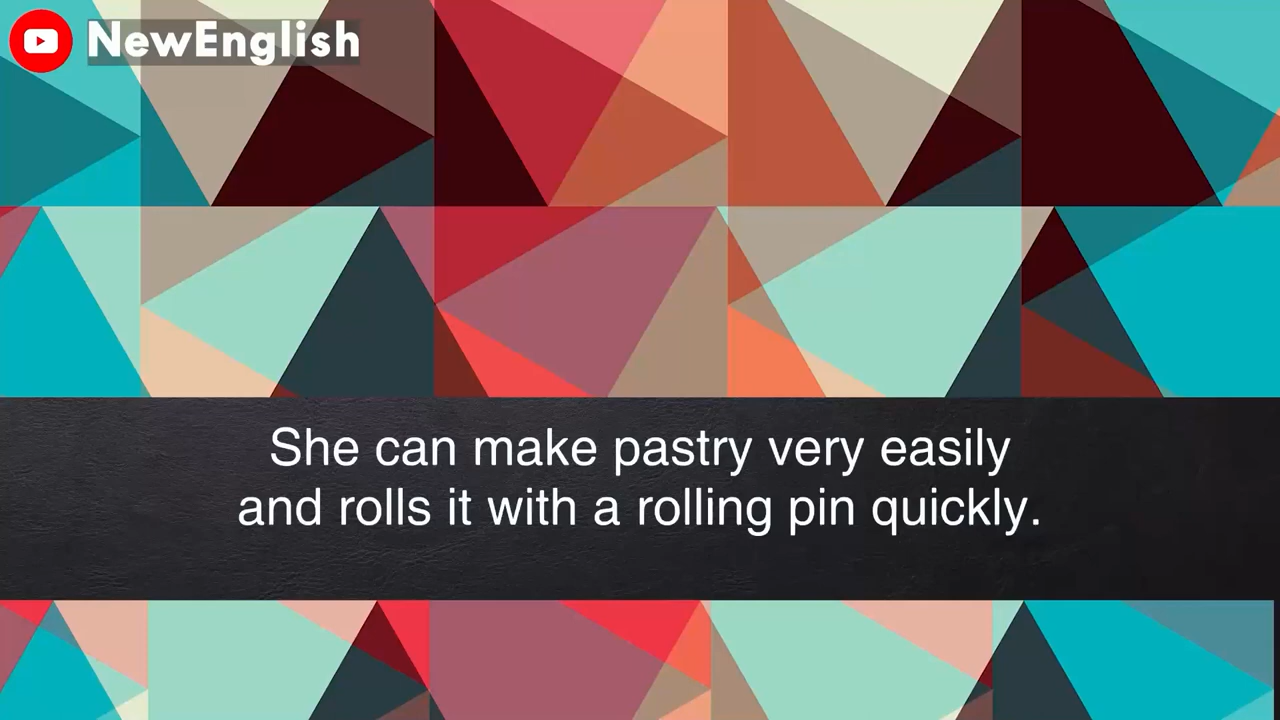 NewEnglish
She can make pastry very easily
and rolls it with a rolling pin quickly.